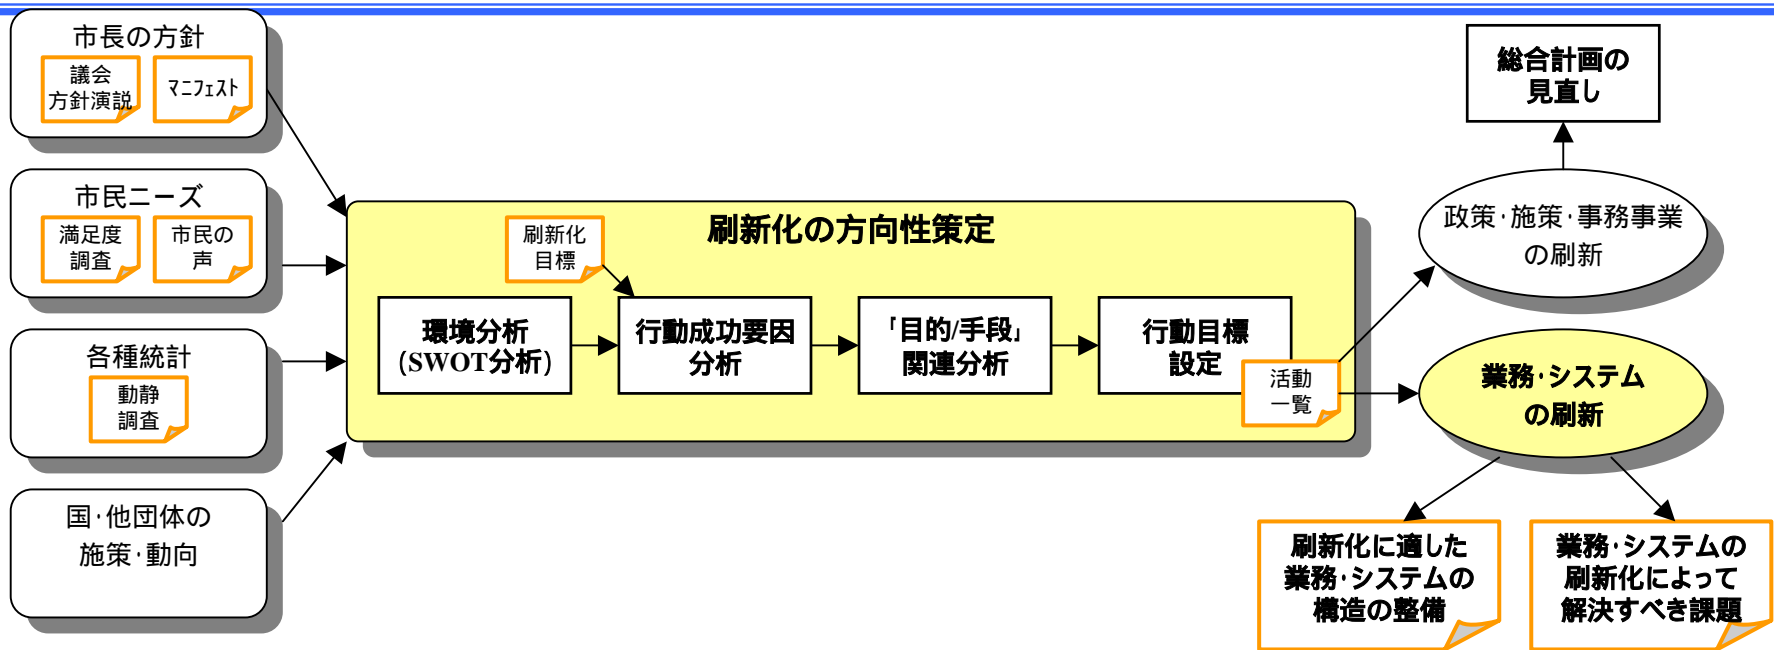 市長の方針
議会
方針演説
ﾏﾆﾌｪｽﾄ
市民ニーズ
満足度
調査
市民の
声
各種統計
動静
調査
国・他団体の
施策・動向
刷新化の方向性策定
刷新化
目標
環境分析
（SWOT分析）
行動成功要因
分析
「目的/手段」
関連分析
行動目標
設定
活動
一覧
総合計画の
見直し
政策・施策・事務事業
の刷新
業務・システム
の刷新
刷新化に適した
業務・システムの
構造の整備
業務・システムの
刷新化によって
解決すべき課題